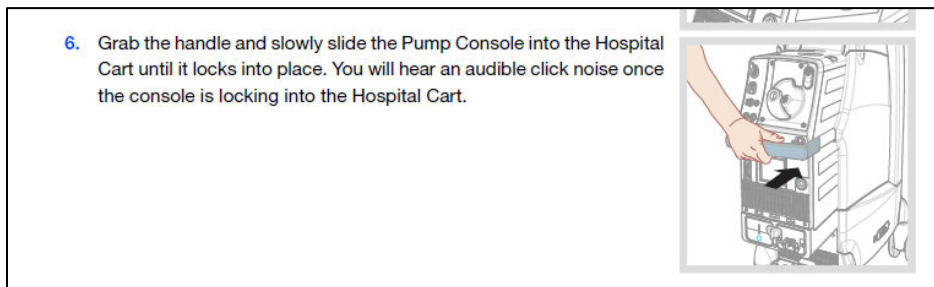 6. Grab the handle and slowly slide the Pump Console into the Hospital
Cart until it locks into place. You will hear an audible click noise once
the console is locking into the Hospital Cart.